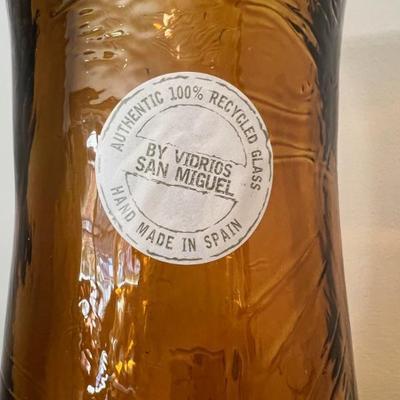 AUTHENTIC 100% RECYCLED GLASS
BY VIDRIOS
SAN MIGUEL
HAND MADE IN SPAIN